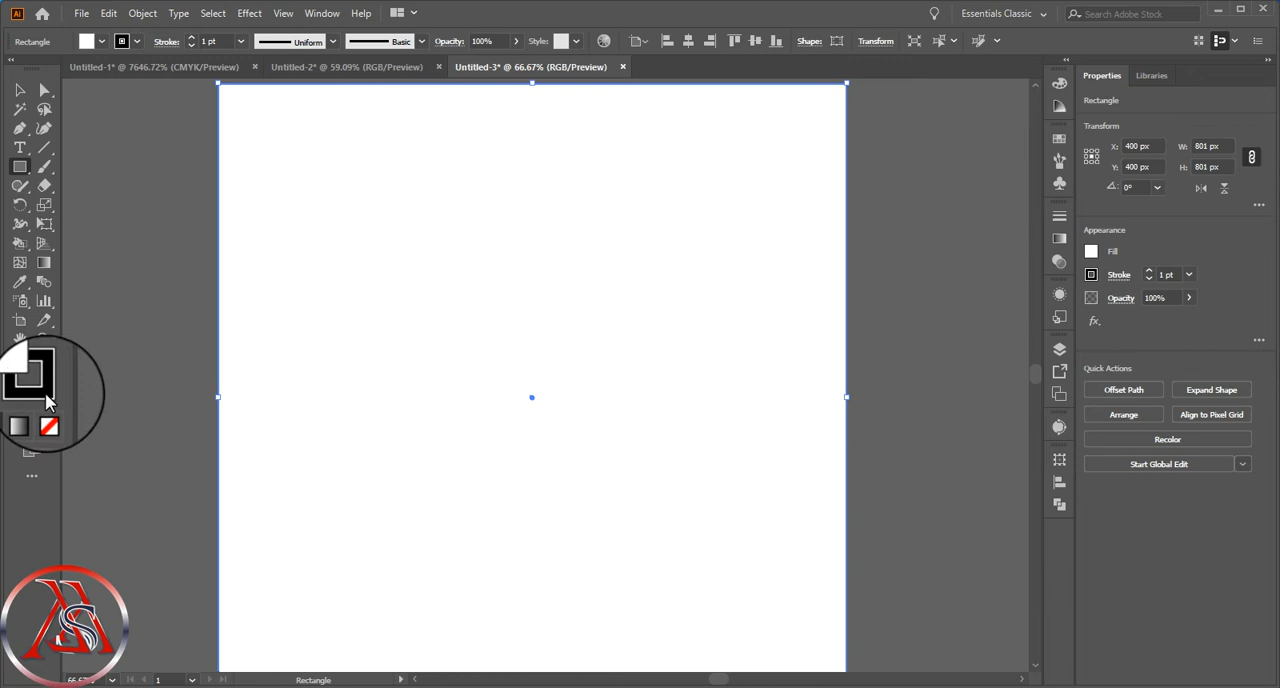 Ai File Edit Object Type Select Effect View Window Help Essentials Classic Search Adobe Stock
Rectangle Stroke: 1 pt Uniform Basic Opacity: 100% Style: Shape: Transform
Untitled-1* @ 7646.72% (CMYK/Preview) × Untitled-2* @ 59.09% (RGB/Preview) × Untitled-3* @ 66.67% (RGB/Preview) ×
Properties Libraries
Rectangle
Transform
X: 400 px W: 801 px
Y: 400 px H: 801 px
0°
Appearance
Fill
Stroke 1 pt
Opacity 100%
fx.
Quick Actions
Offset Path Expand Shape
Arrange Align to Pixel Grid
Recolor
Start Global Edit
66.67% 1 Rectangle